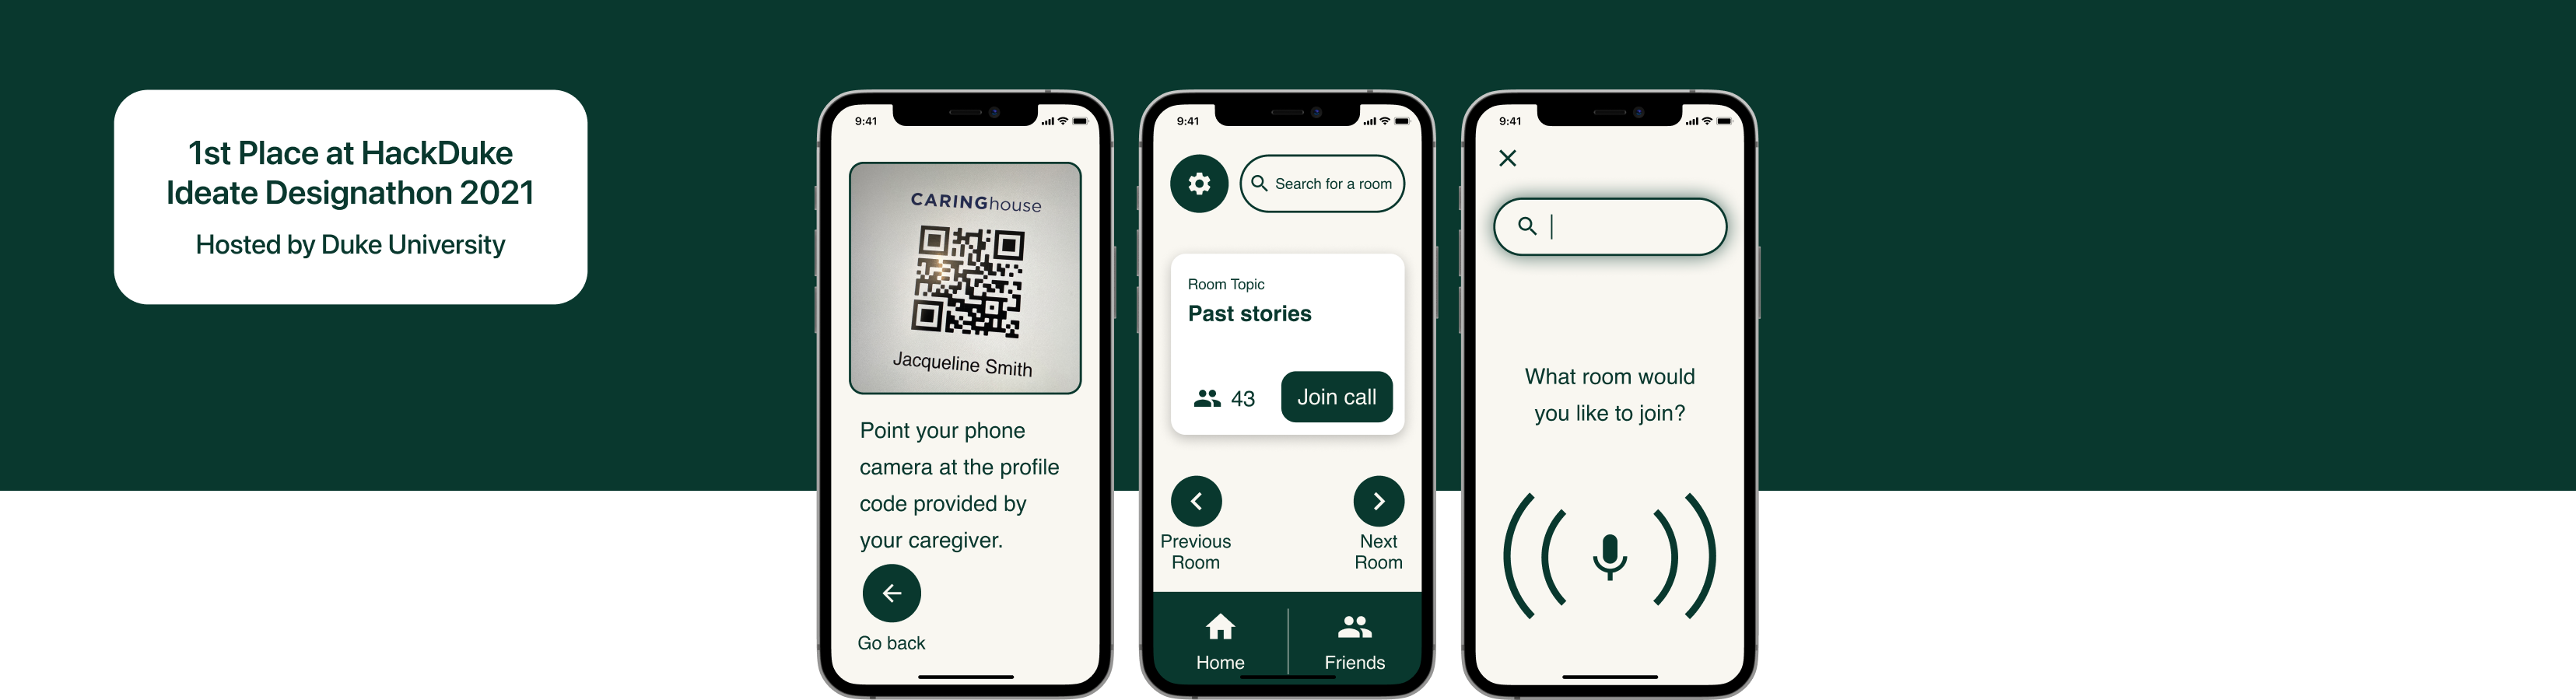 1st Place at HackDuke
Ideate Designathon 2021
Hosted by Duke University
9:41
CARINGhouse
Jacqueline Smith
Point your phone
camera at the profile
code provided by
your caregiver.
Go back
9:41
Search for a room
Room Topic
Past stories
43
Join call
Previous
Room
Next
Room
Home
Friends
9:41
What room would
you like to join?